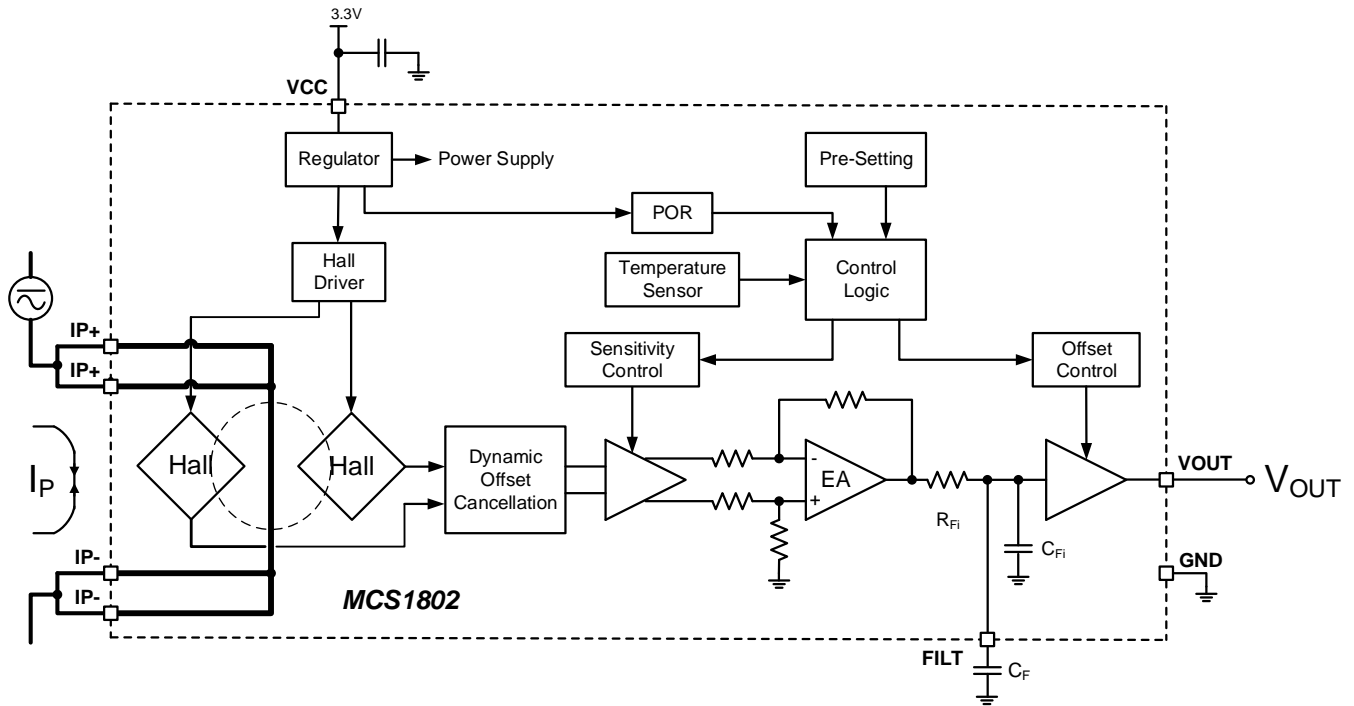 3.3V
VCC
Regulator
Power Supply
Pre-Setting
POR
Hall
Driver
Temperature
Sensor
Control
Logic
IP+
IP+
Sensitivity
Control
Offset
Control
Hall
Hall
Dynamic
Offset
Cancellation
-
EA
+
VOUT
VOUT
IP
RFi
CFi
IP-
IP-
GND
MCS1802
FILT
CF